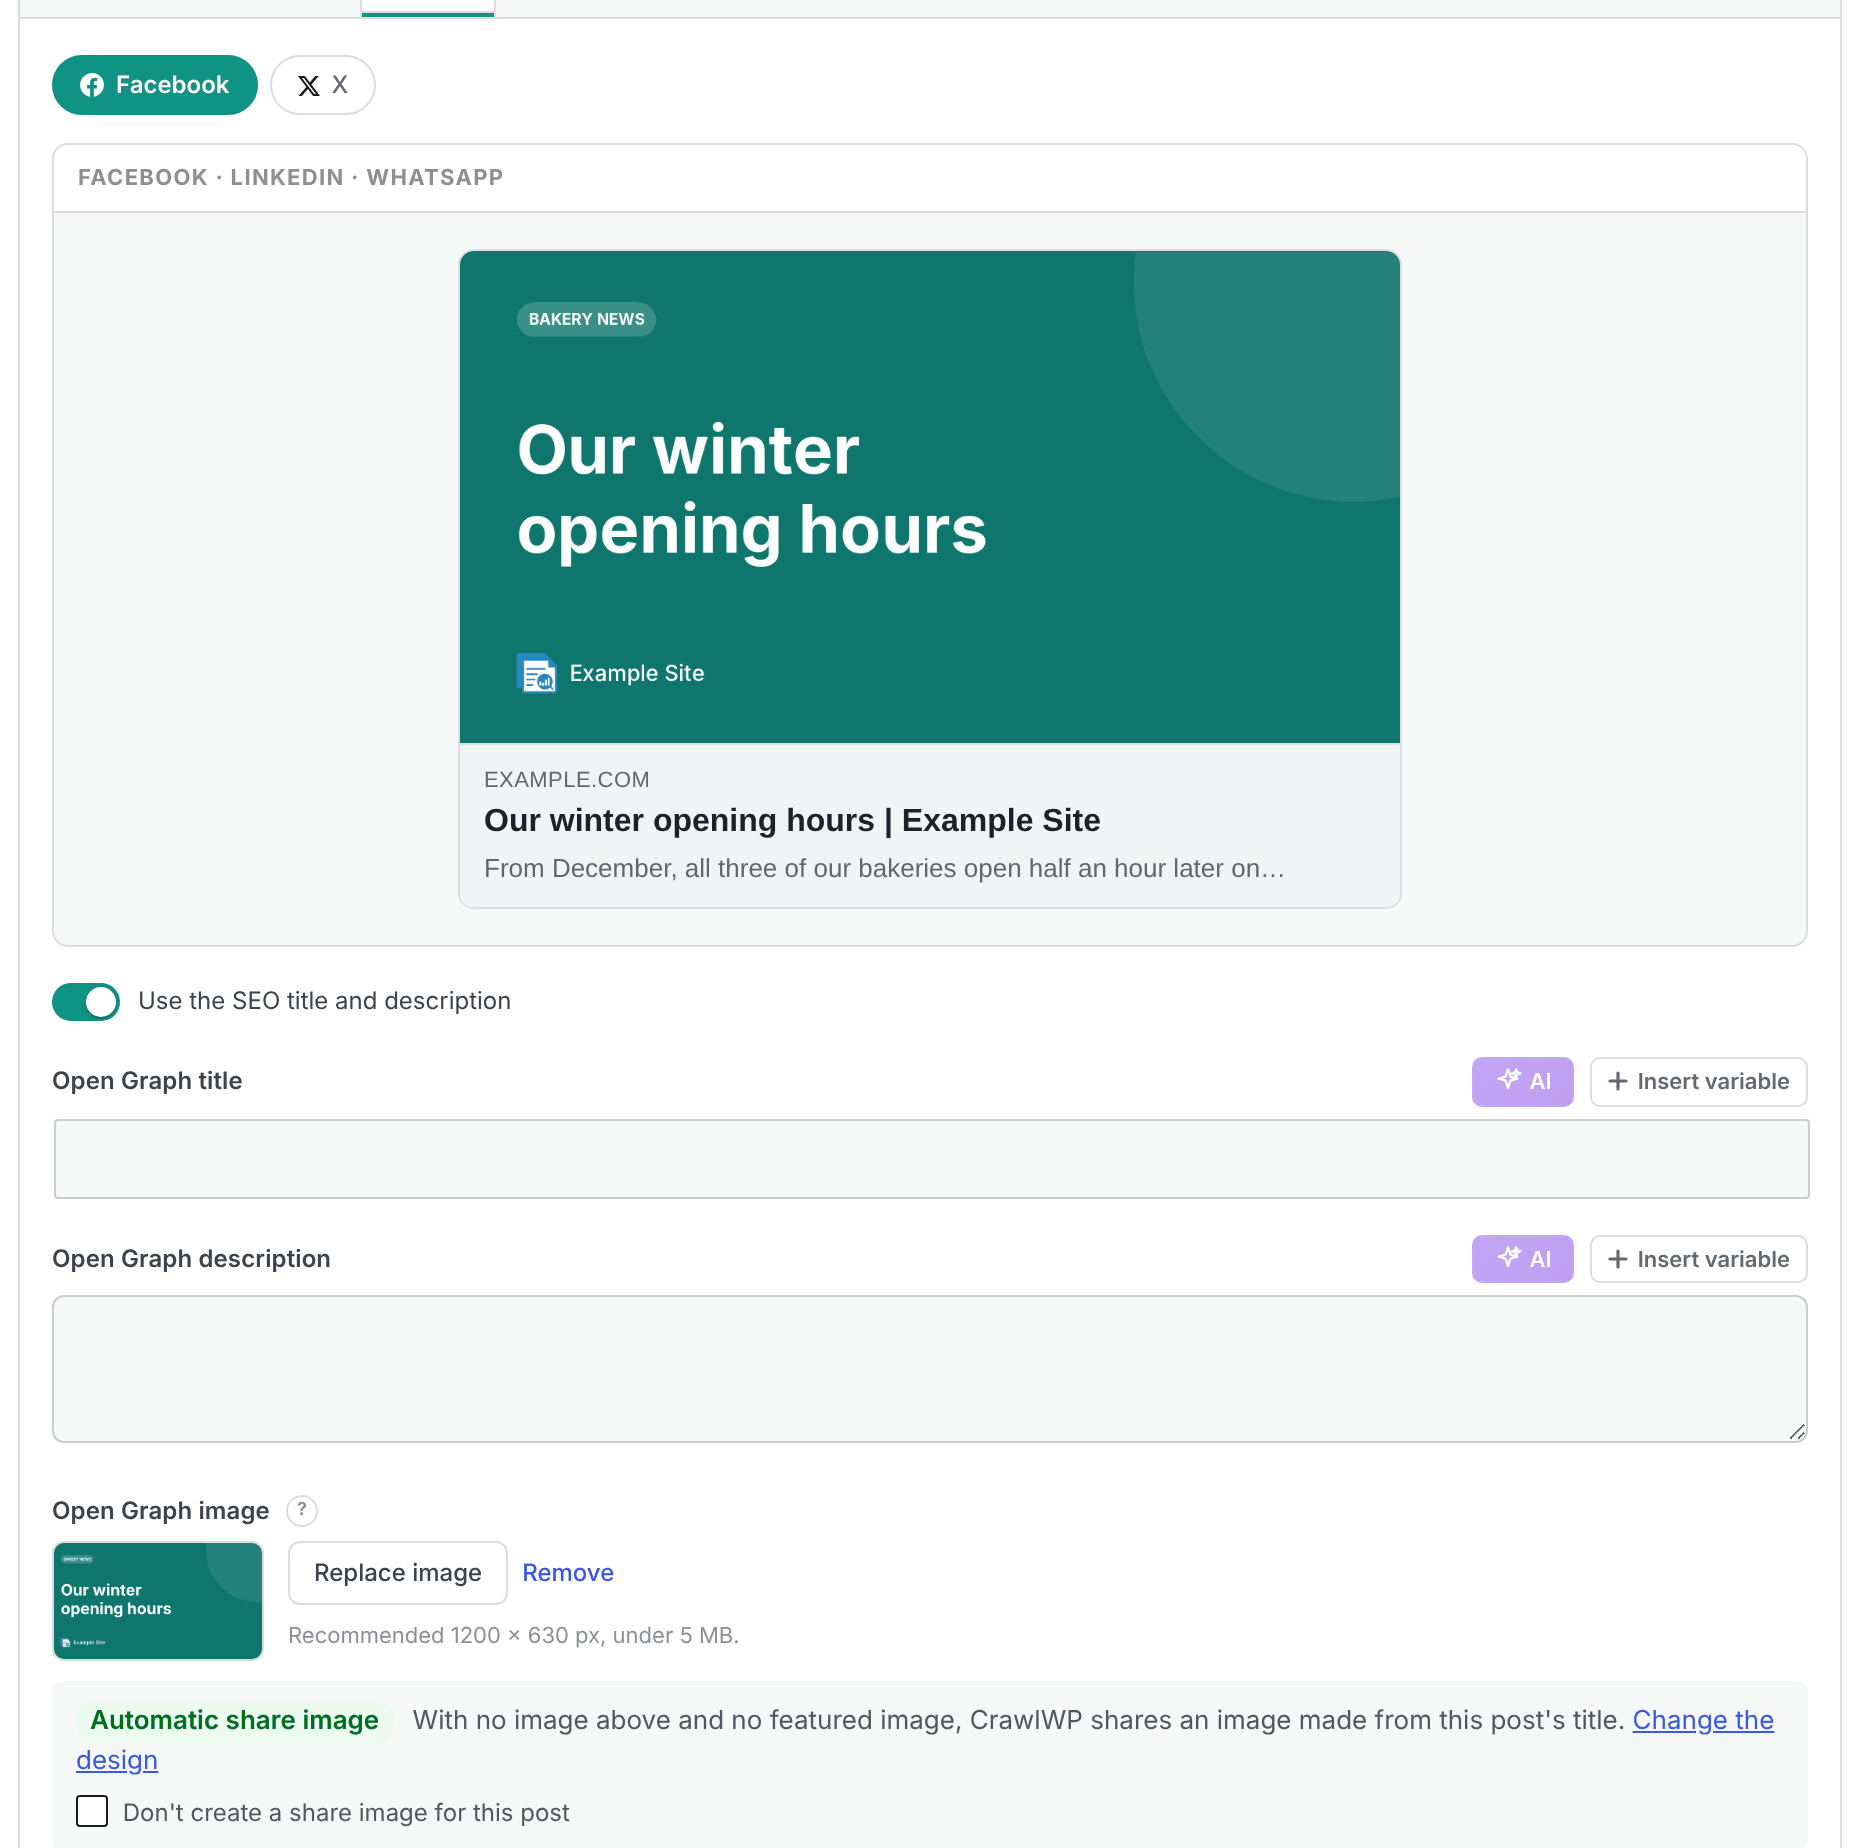 Facebook
X
FACEBOOK · LINKEDIN · WHATSAPP
BAKERY NEWS
Our winter
opening hours
Example Site
EXAMPLE.COM
Our winter opening hours | Example Site
From December, all three of our bakeries open half an hour later on…
Use the SEO title and description
Open Graph title
AI
+ Insert variable
Open Graph description
AI
+ Insert variable
Open Graph image ?
BAKERY NEWS
Our winter
opening hours
Example Site
Replace image
Remove
Recommended 1200 × 630 px, under 5 MB.
Automatic share image With no image above and no featured image, CrawlWP shares an image made from this post's title. Change the
design
Don't create a share image for this post